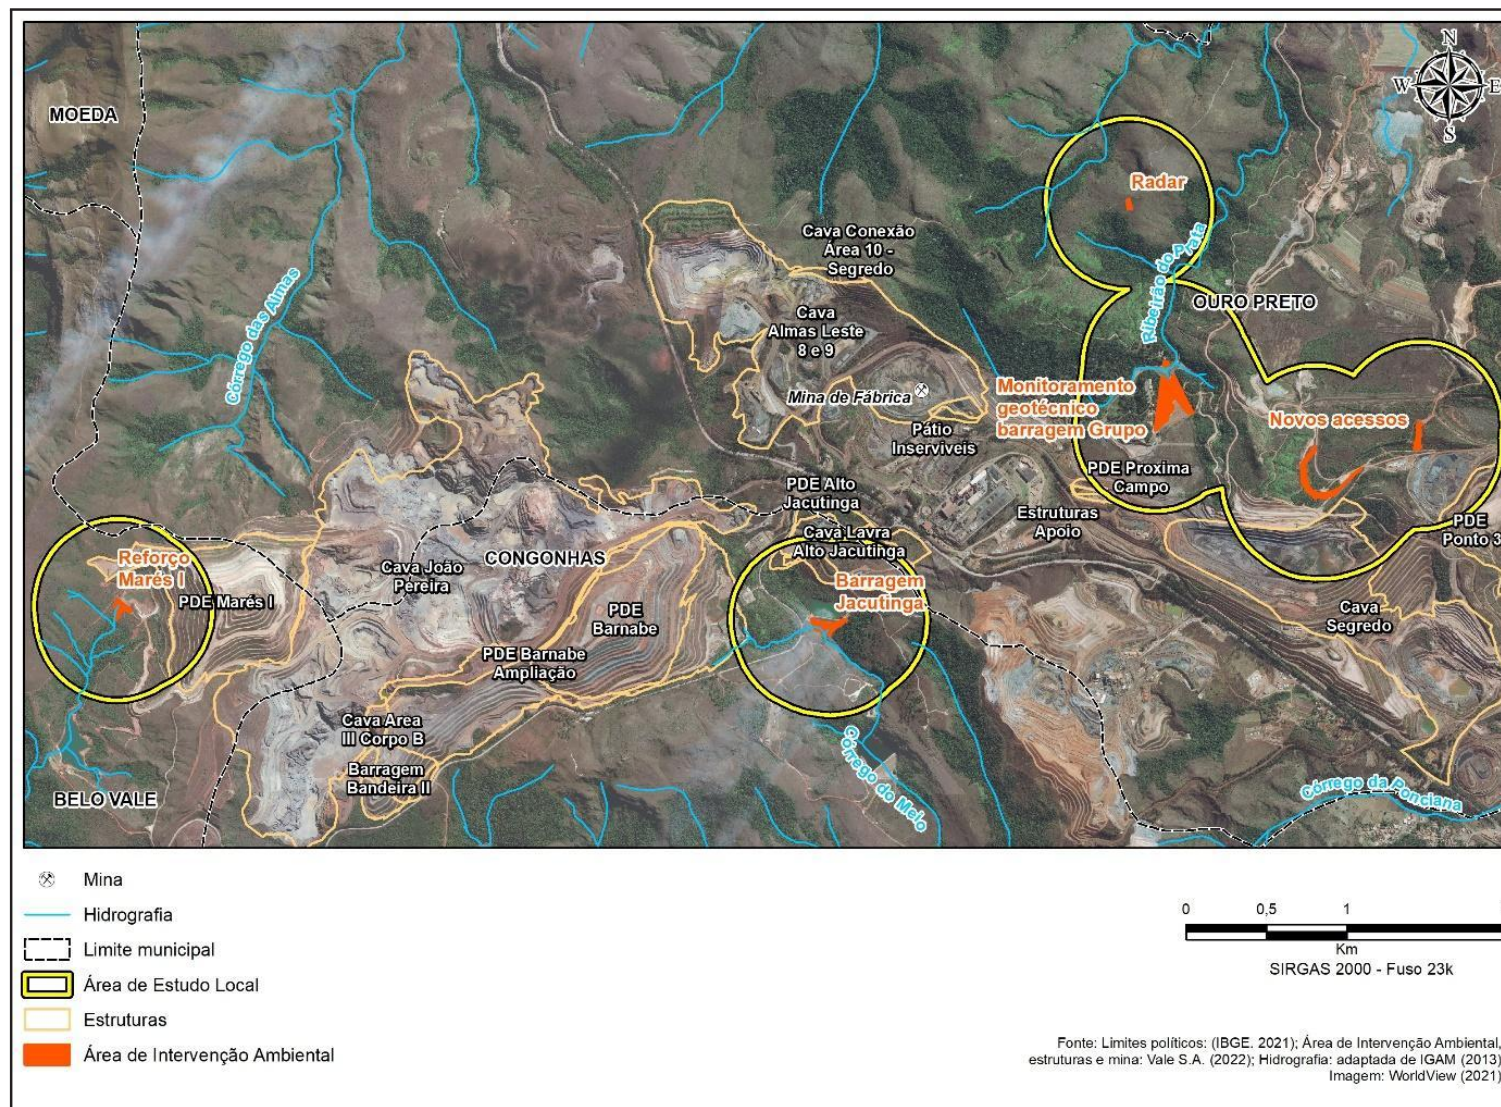 N
W
E
S
MOEDA
Radar
Cava Conexão
Área 10 -
Segredo
Ribeirão do Prata
OURO PRETO
Córrego das Almas
Cava
Almas Leste
8 e 9
Mina de Fábrica
Monitoramento
geotécnico
barragem Grupo
Novos acessos
Pátio
Inserviveis
PDE Proxima
Campo
PDE Alto
Jacutinga
Estruturas
Apoio
PDE
Ponto 3
Cava Lavra
Alto Jacutinga
Reforço
Marés I
CONGONHAS
Cava João
Pereira
Barragem
Jacutinga
PDE Marés I
PDE
Barnabe
Cava
Segredo
PDE Barnabe
Ampliação
Cava Area
III Corpo B
Barragem
Bandeira II
Córrego do Meio
BELO VALE
Córrego da Ponciana
Mina
Hidrografia
Limite municipal
Área de Estudo Local
Estruturas
Área de Intervenção Ambiental
0 0,5 1
Km
SIRGAS 2000 - Fuso 23k
Fonte: Limites políticos: (IBGE. 2021); Área de Intervenção Ambiental,
estruturas e mina: Vale S.A. (2022); Hidrografia: adaptada de IGAM (2013)
Imagem: WorldView (2021)